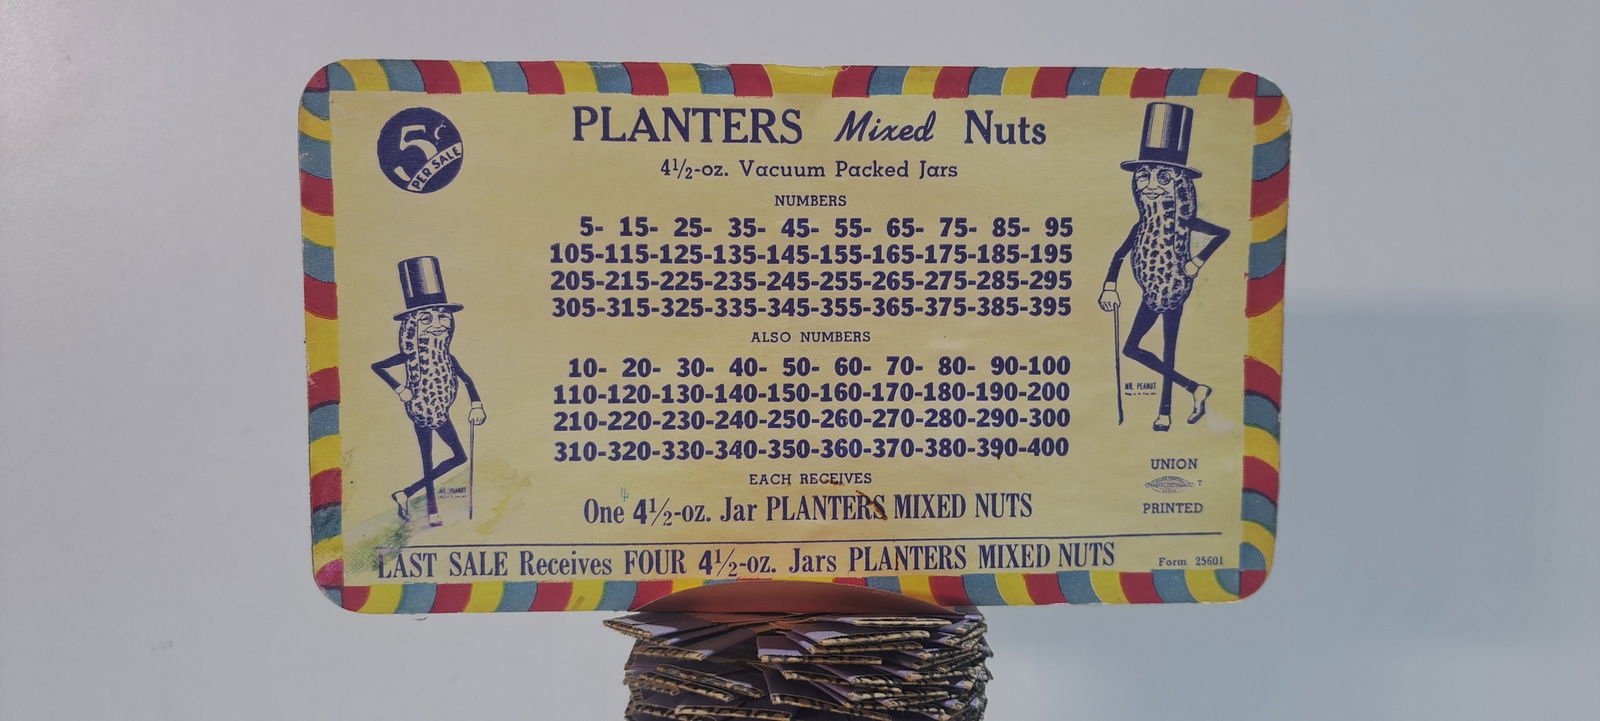 5¢
PER SALE
PLANTERS Mixed Nuts
4½-oz. Vacuum Packed Jars
NUMBERS
5- 15- 25- 35- 45- 55- 65- 75- 85- 95
105-115-125-135-145-155-165-175-185-195
205-215-225-235-245-255-265-275-285-295
305-315-325-335-345-355-365-375-385-395
ALSO NUMBERS
10- 20- 30- 40- 50- 60- 70- 80- 90-100
110-120-130-140-150-160-170-180-190-200
210-220-230-240-250-260-270-280-290-300
310-320-330-340-350-360-370-380-390-400
EACH RECEIVES
One 4½-oz. Jar PLANTERS MIXED NUTS
LAST SALE Receives FOUR 4½-oz. Jars PLANTERS MIXED NUTS
MR. PEANUT
MR. PEANUT
UNION
7
PRINTED
Form 25601